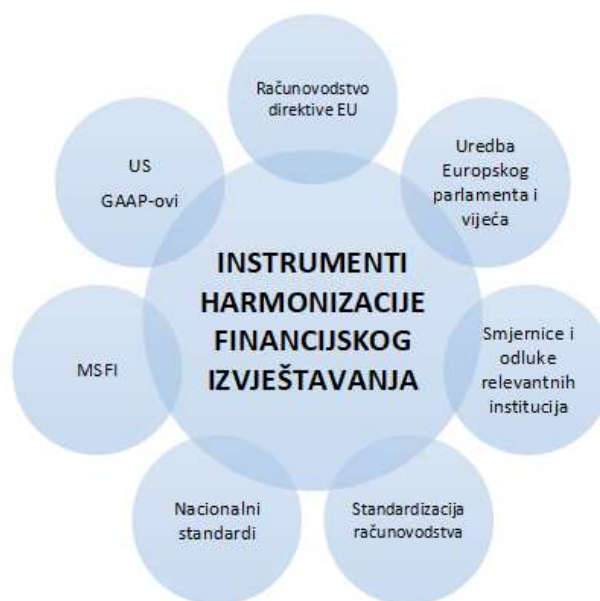 Računovodstvo
direktive EU
US
GAAP-ovi
Uredba
Europskog
parlamenta i
vijeća
INSTRUMENTI
HARMONIZACIJE
FINANCIJSKOG
IZVJEŠTAVANJA
MSFI
Smjernice i
odluke
relevantnih
institucija
Nacionalni
standardi
Standardizacija
računovodstva